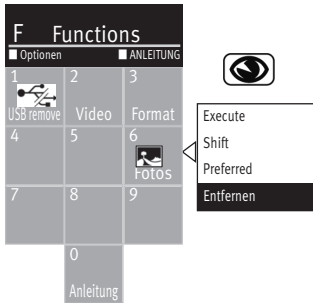 F Functions
Optionen ANLEITUNG
1 2 3
USB remove Video Format
4 5 6
Fotos
7 8 9
0
Anleitung
Execute
Shift
Preferred
Entfernen